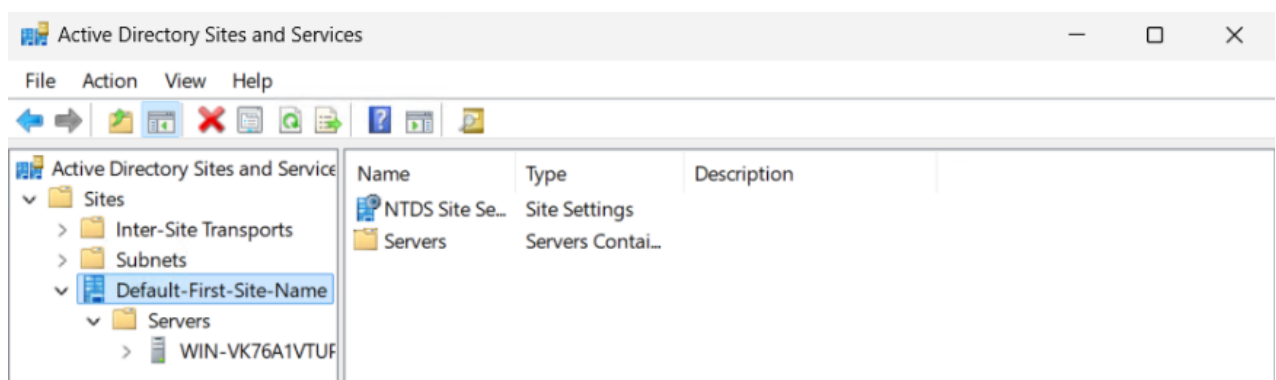 Active Directory Sites and Services
File Action View Help
Active Directory Sites and Service
Name Type Description
Sites
NTDS Site Se... Site Settings
Inter-Site Transports
Servers Servers Contai...
Subnets
Default-First-Site-Name
Servers
WIN-VK76A1VTUF